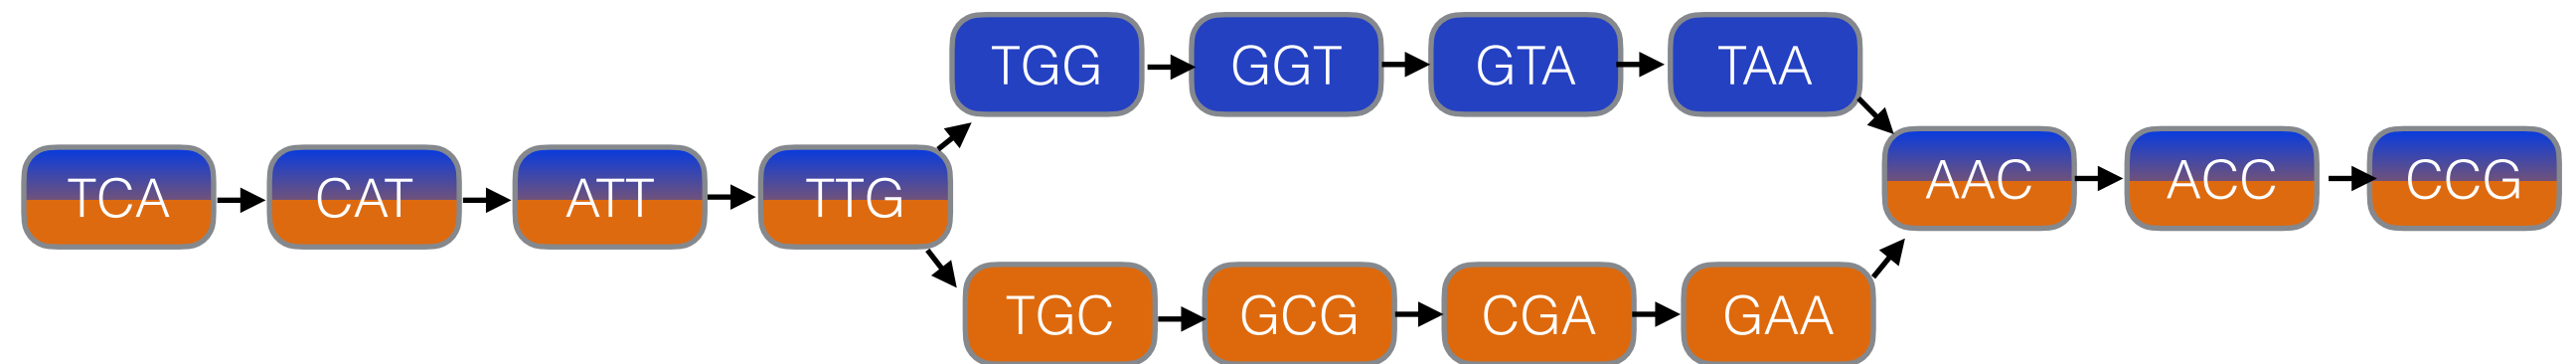 TGG GGT GTA TAA
TCA CAT ATT TTG
AAC ACC CCG
TGC GCG CGA GAA